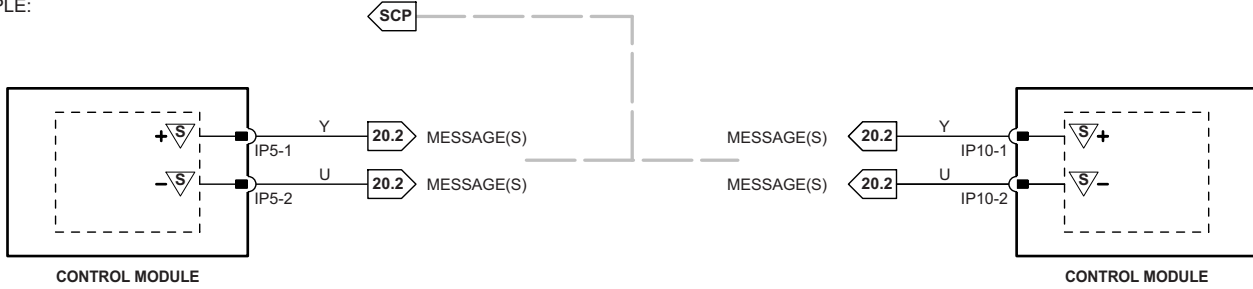 PLE:
SCP
+ S Y 20.2 MESSAGE(S)
IP5-1
– S U 20.2 MESSAGE(S)
IP5-2
CONTROL MODULE
MESSAGE(S) 20.2 Y S +
IP10-1
MESSAGE(S) 20.2 U S –
IP10-2
CONTROL MODULE